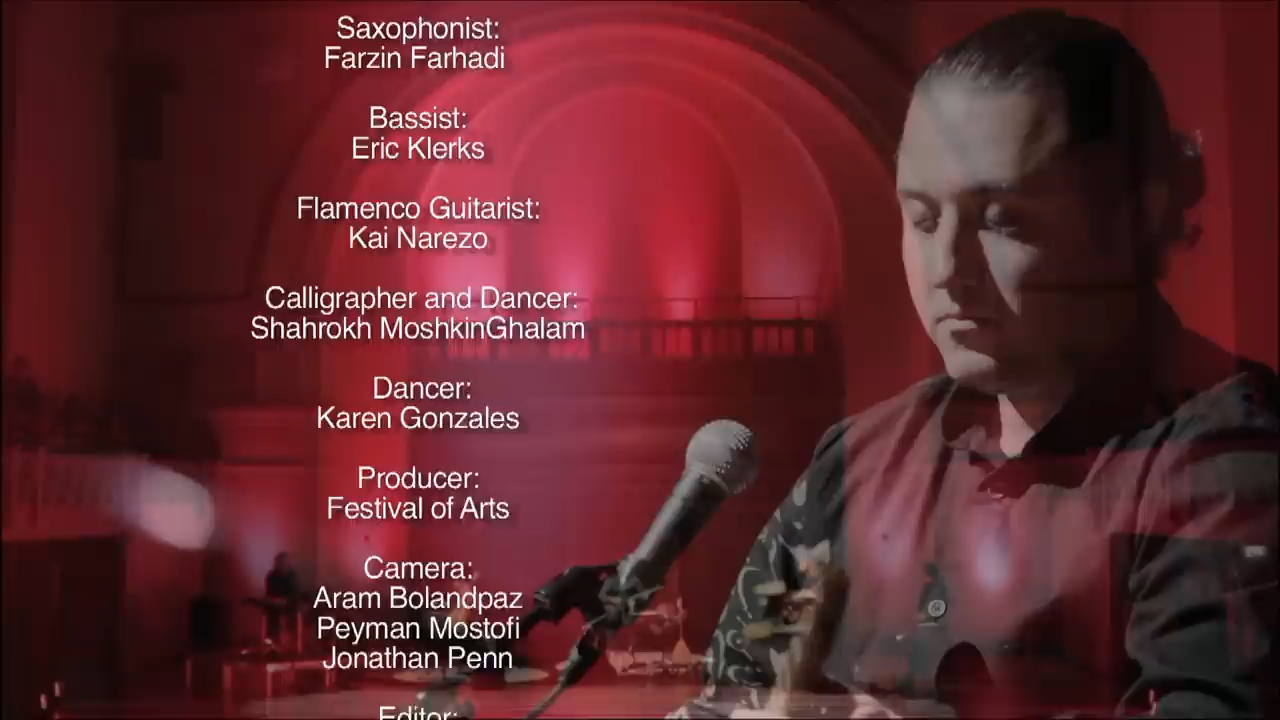 Saxophonist:
Farzin Farhadi
Bassist:
Eric Klerks
Flamenco Guitarist:
Kai Narezo
Calligrapher and Dancer:
Shahrokh MoshkinGhalam
Dancer:
Karen Gonzales
Producer:
Festival of Arts
Camera:
Aram Bolandpaz
Peyman Mostofi
Jonathan Penn
Editor: